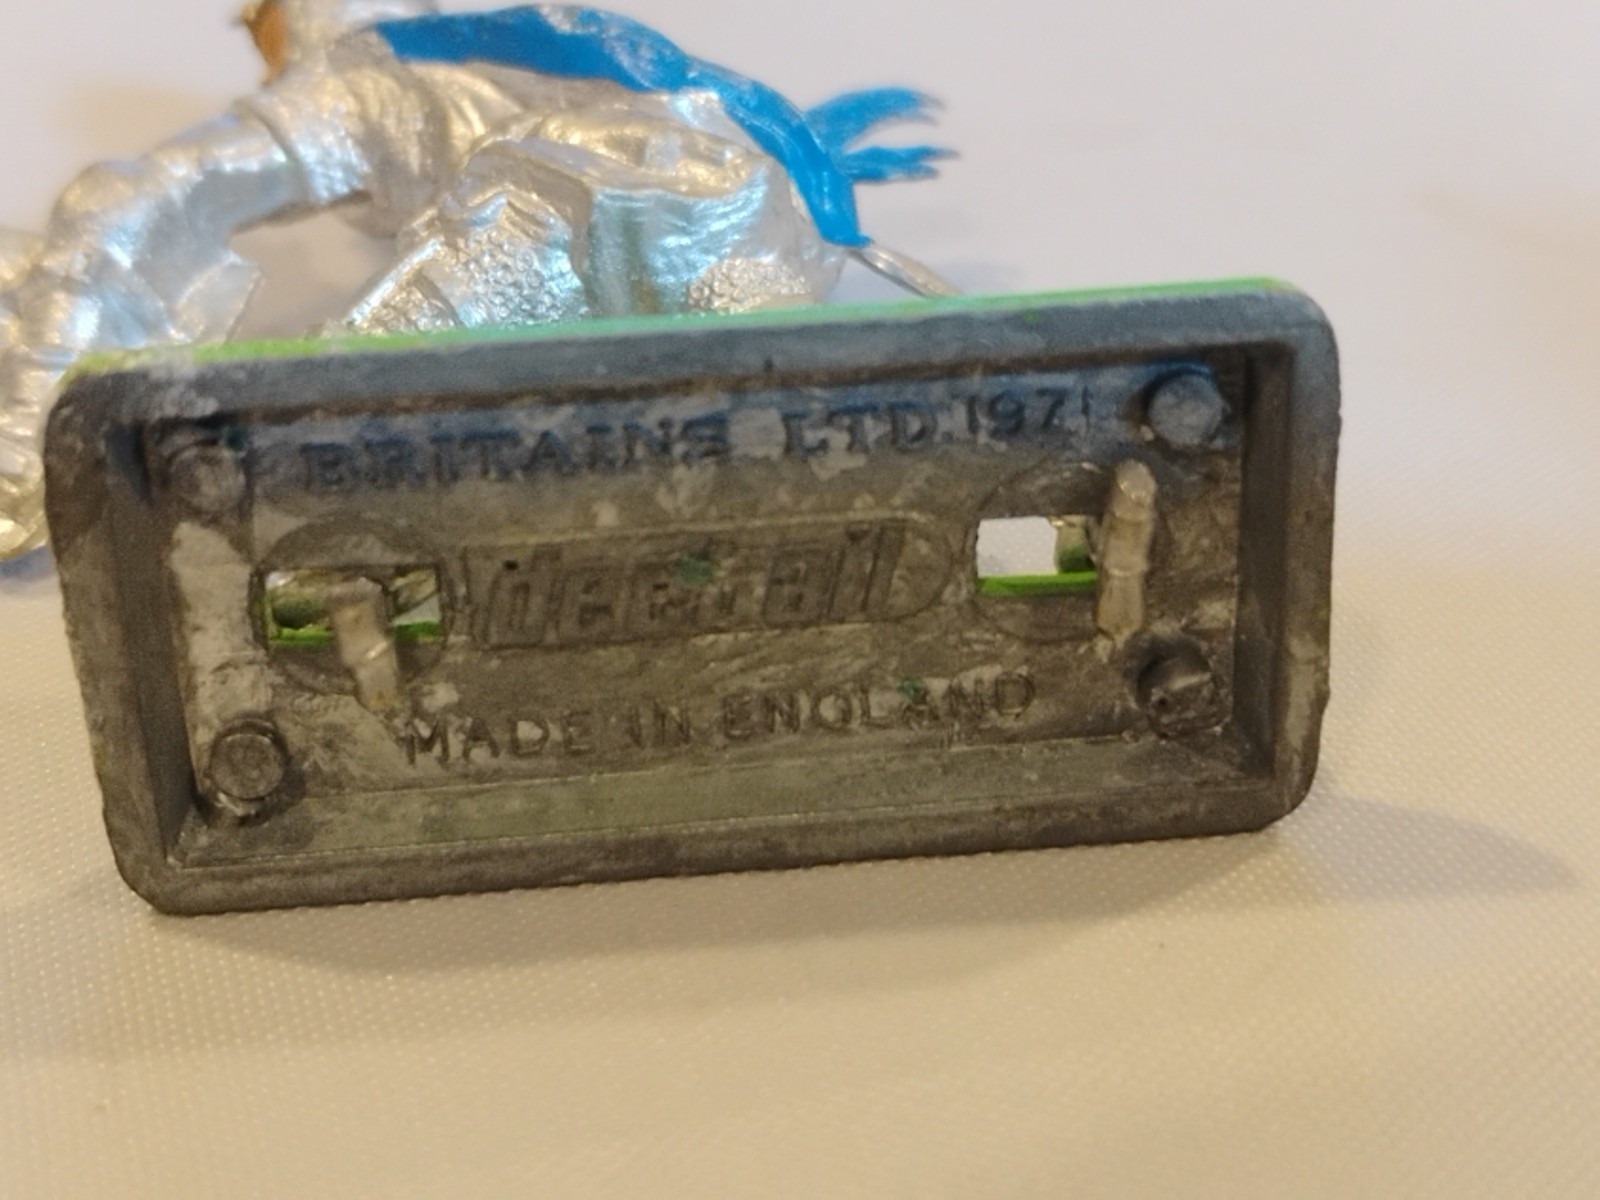 BRITAINS LTD. 1971
deetail
MADE IN ENGLAND